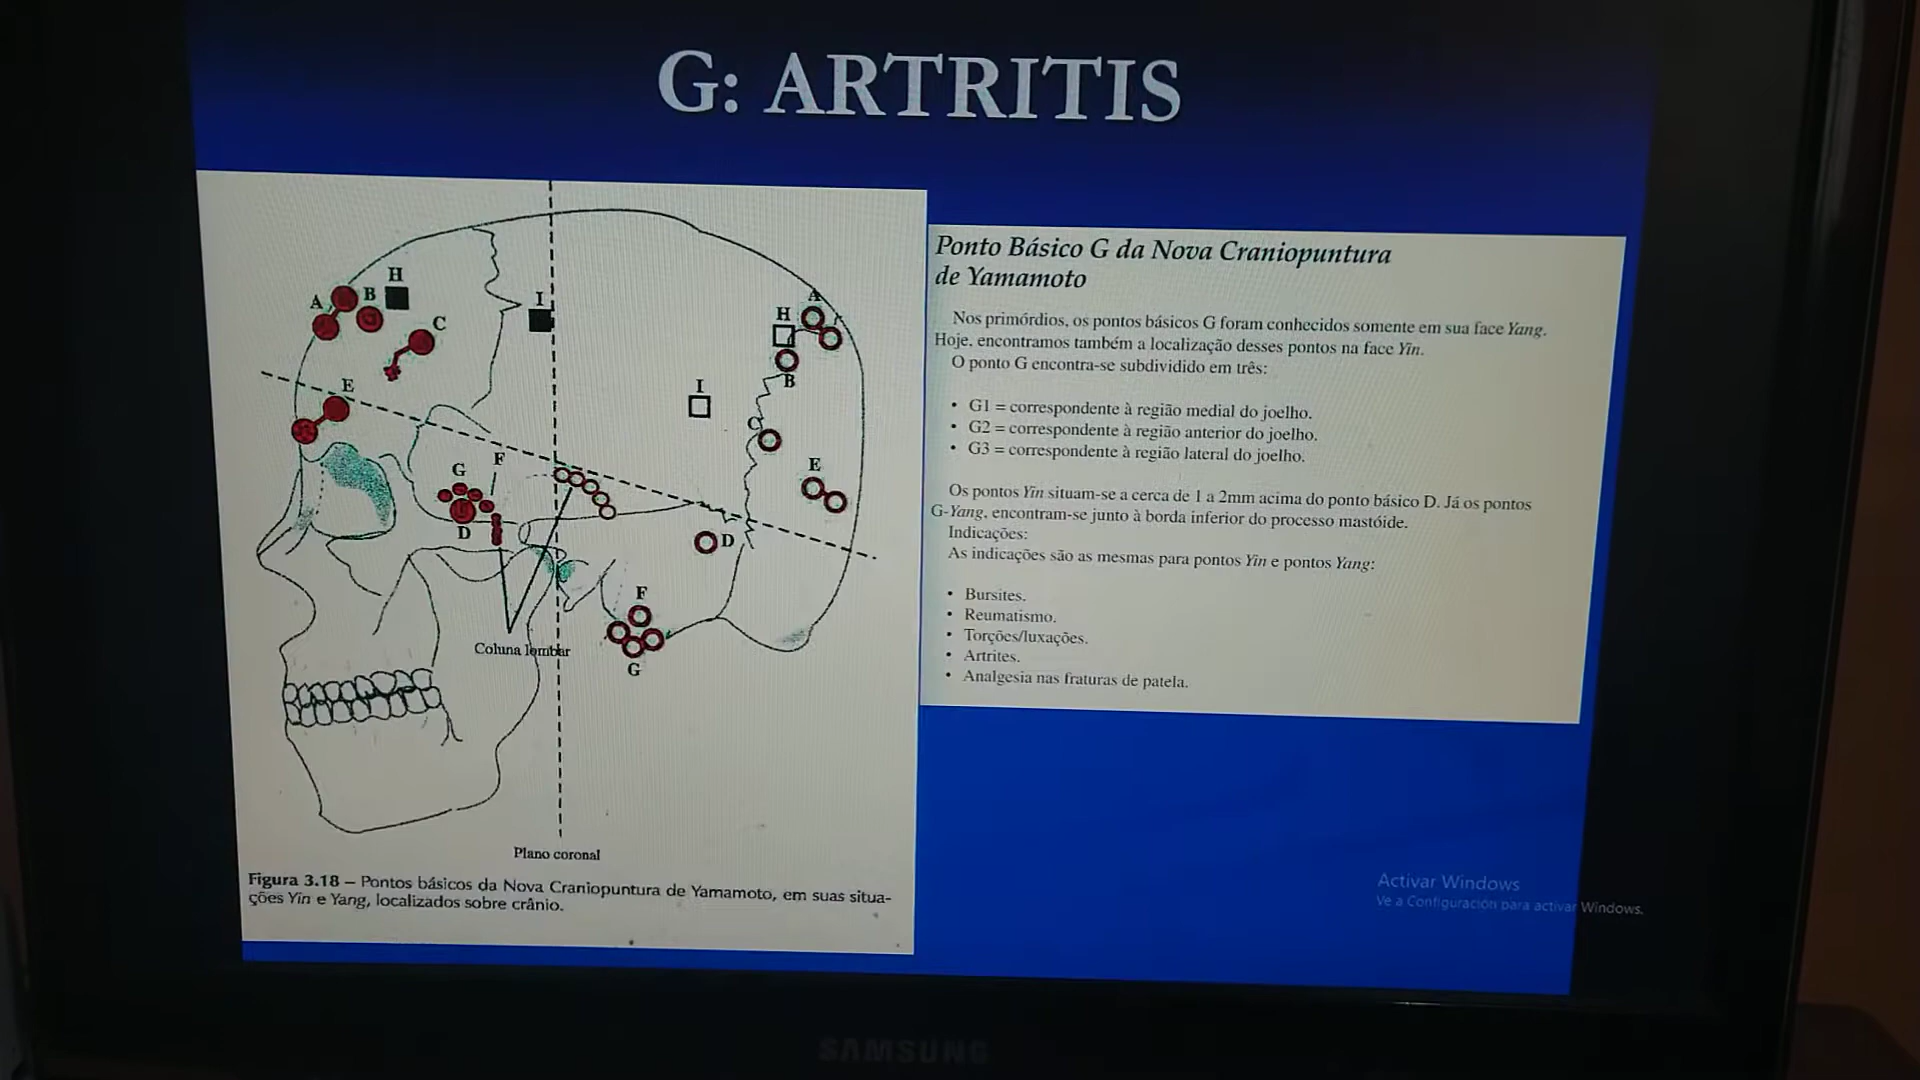 G: ARTRITIS
H
A
B
C
E
I
G
F
D
I
H
A
B
C
E
D
F
G
Coluna lombar
Plano coronal
Figura 3.18 – Pontos básicos da Nova Craniopuntura de Yamamoto, em suas situa-
ções Yin e Yang, localizados sobre crânio.
Ponto Básico G da Nova Craniopuntura
de Yamamoto
Nos primórdios, os pontos básicos G foram conhecidos somente em sua face Yang.
Hoje, encontramos também a localização desses pontos na face Yin.
O ponto G encontra-se subdividido em três:
• G1 = correspondente à região medial do joelho.
• G2 = correspondente à região anterior do joelho.
• G3 = correspondente à região lateral do joelho.
Os pontos Yin situam-se a cerca de 1 a 2mm acima do ponto básico D. Já os pontos
G-Yang, encontram-se junto à borda inferior do processo mastóide.
Indicações:
As indicações são as mesmas para pontos Yin e pontos Yang:
• Bursites.
• Reumatismo.
• Torções/luxações.
• Artrites.
• Analgesia nas fraturas de patela.
Activar Windows
Ve a Configuración para activar Windows.
SAMSUNG